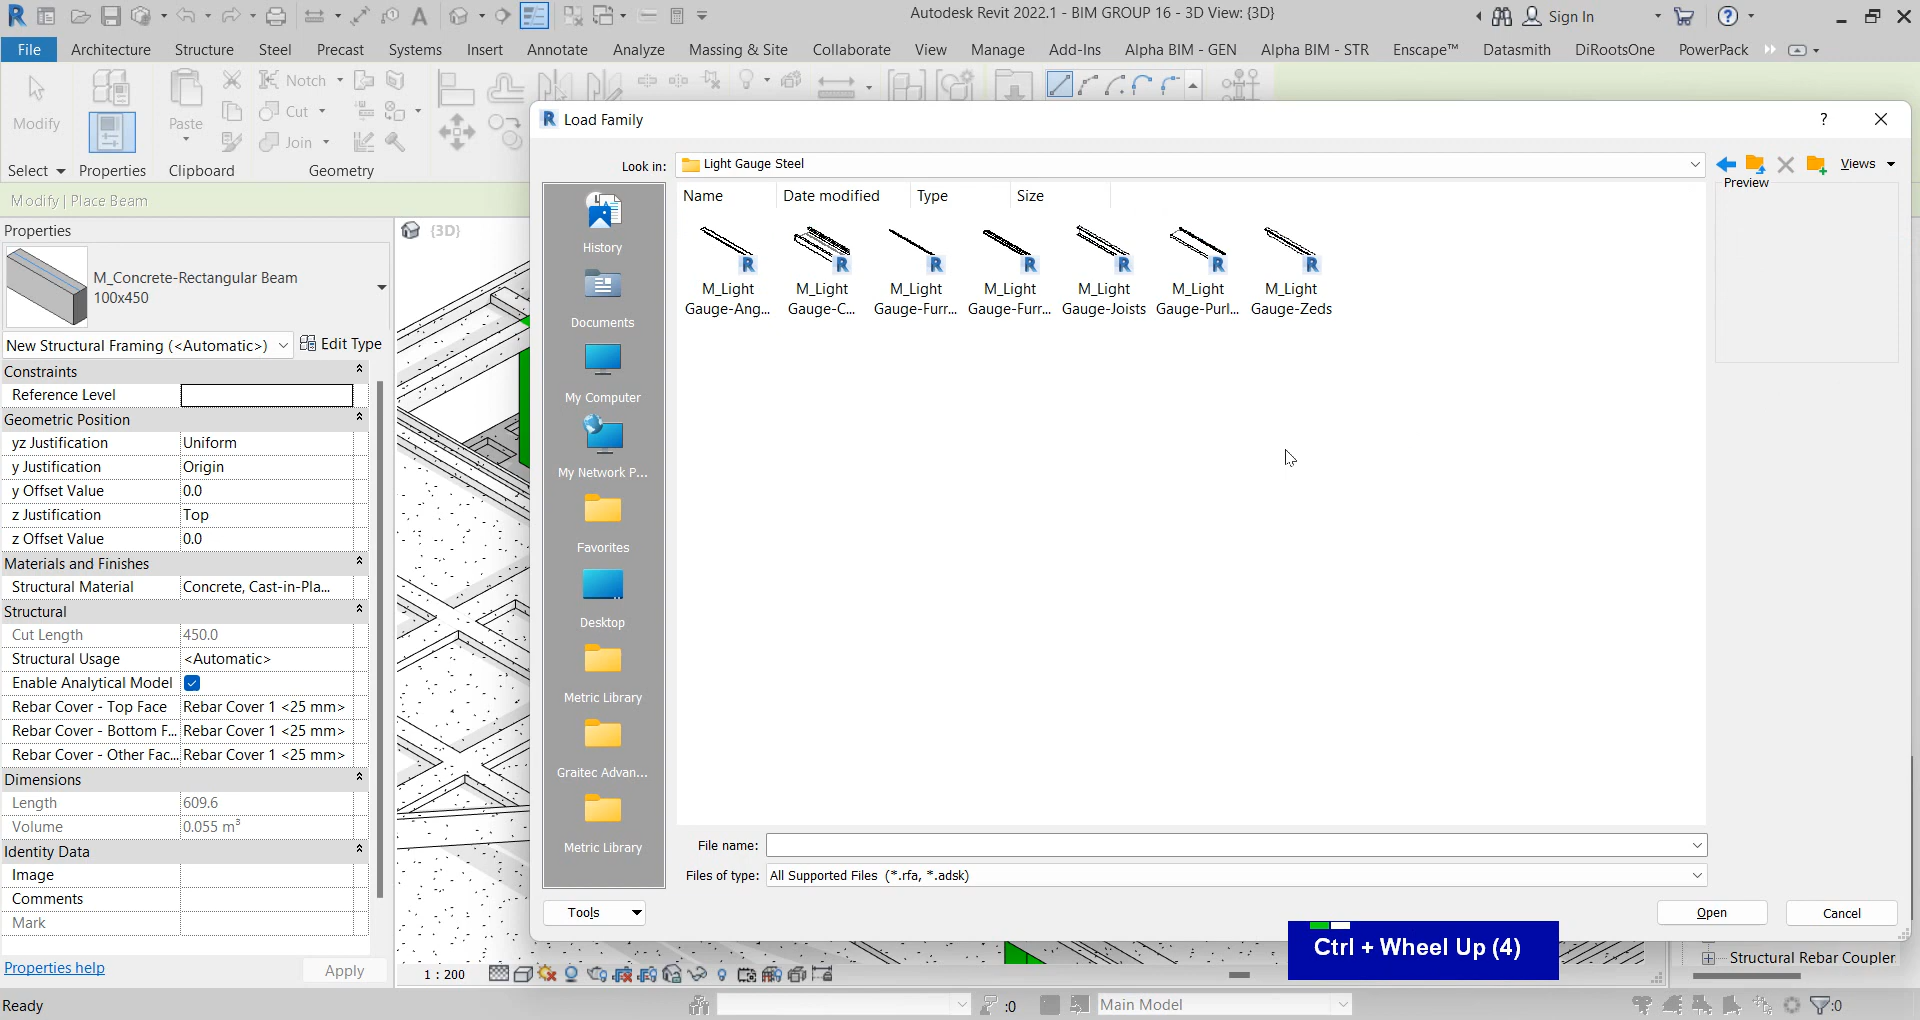 Autodesk Revit 2022.1 - BIM GROUP 16 - 3D View: {3D}
Sign In
File Architecture Structure Steel Precast Systems Insert Annotate Analyze Massing & Site Collaborate View Manage Add-Ins Alpha BIM - GEN Alpha BIM - STR Enscape™ Datasmith DiRootsOne PowerPack
Modify
Paste
Notch
Cut
Join
Select Properties Clipboard Geometry
Modify | Place Beam
Properties
M_Concrete-Rectangular Beam
100x450
New Structural Framing (<Automatic>) Edit Type
Constraints
Reference Level
Geometric Position
yz Justification Uniform
y Justification Origin
y Offset Value 0.0
z Justification Top
z Offset Value 0.0
Materials and Finishes
Structural Material Concrete, Cast-in-Pla...
Structural
Cut Length 450.0
Structural Usage <Automatic>
Enable Analytical Model
Rebar Cover - Top Face Rebar Cover 1 <25 mm>
Rebar Cover - Bottom F... Rebar Cover 1 <25 mm>
Rebar Cover - Other Fac... Rebar Cover 1 <25 mm>
Dimensions
Length 609.6
Volume 0.055 m³
Identity Data
Image
Comments
Mark
Properties help Apply
{3D}
Load Family
Look in: Light Gauge Steel
Views
Preview
Name Date modified Type Size
History
Documents
My Computer
My Network P...
Favorites
Desktop
Metric Library
Graitec Advan...
Metric Library
M_Light
Gauge-Ang...
M_Light
Gauge-C...
M_Light
Gauge-Furr...
M_Light
Gauge-Furr...
M_Light
Gauge-Joists
M_Light
Gauge-Purl...
M_Light
Gauge-Zeds
File name:
Files of type: All Supported Files (*.rfa, *.adsk)
Tools Open Cancel
Ctrl + Wheel Up (4)
Structural Rebar Coupler
1 : 200
Ready
:0
Main Model
:0